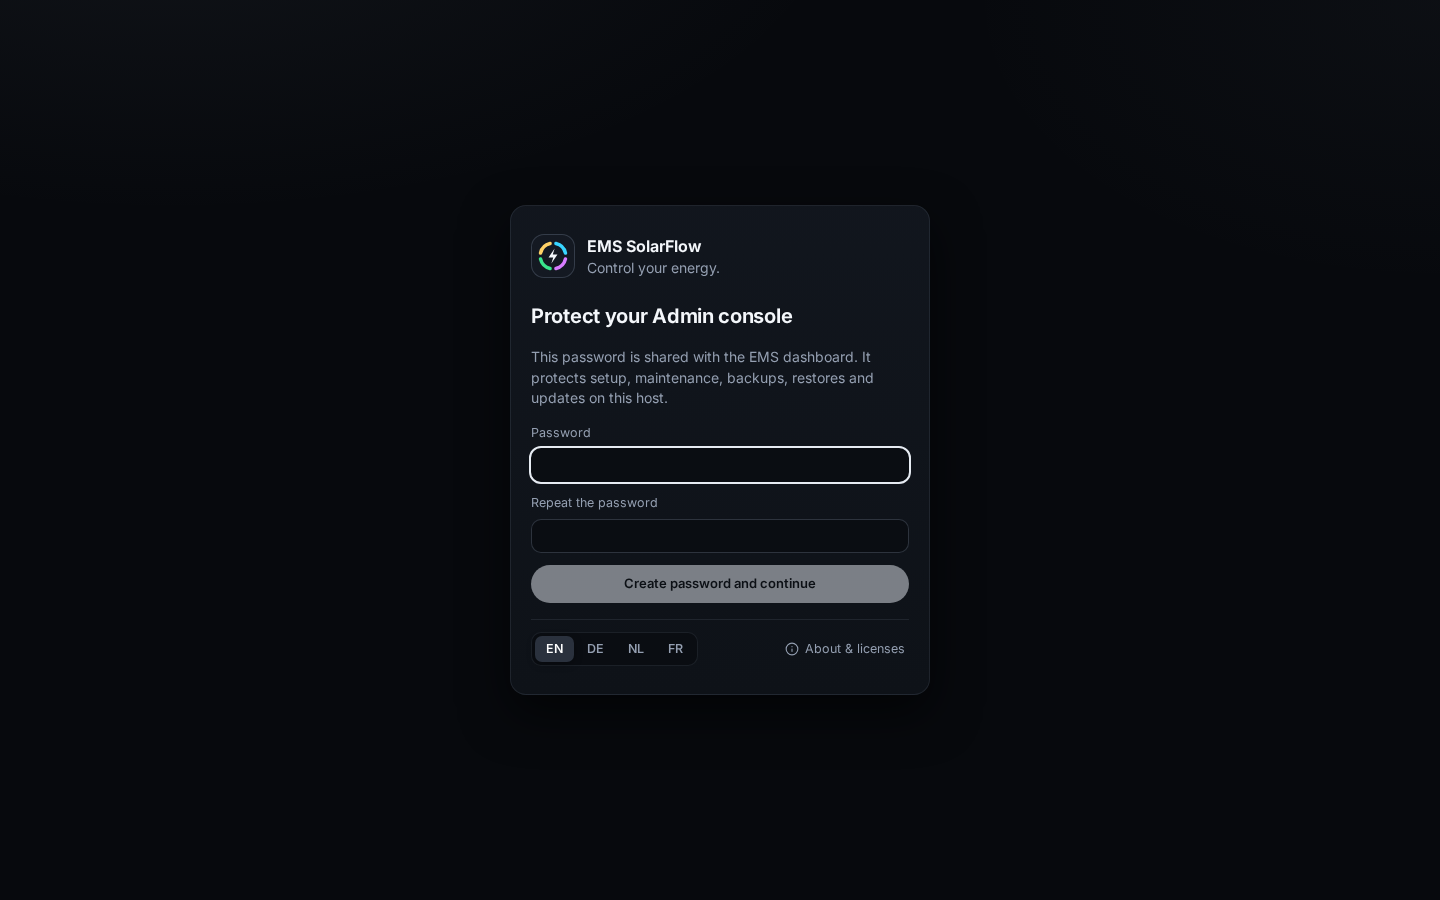 EMS SolarFlow
Control your energy.
Protect your Admin console
This password is shared with the EMS dashboard. It
protects setup, maintenance, backups, restores and
updates on this host.
Password
Repeat the password
Create password and continue
EN DE NL FR About & licenses